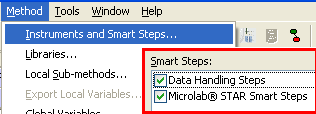 Method Tools Window Help
Instruments and Smart Steps...
Libraries...
Local Sub-methods...
Export Local Variables...
Global Variables
Smart Steps:
Data Handling Steps
Microlab® STAR Smart Steps